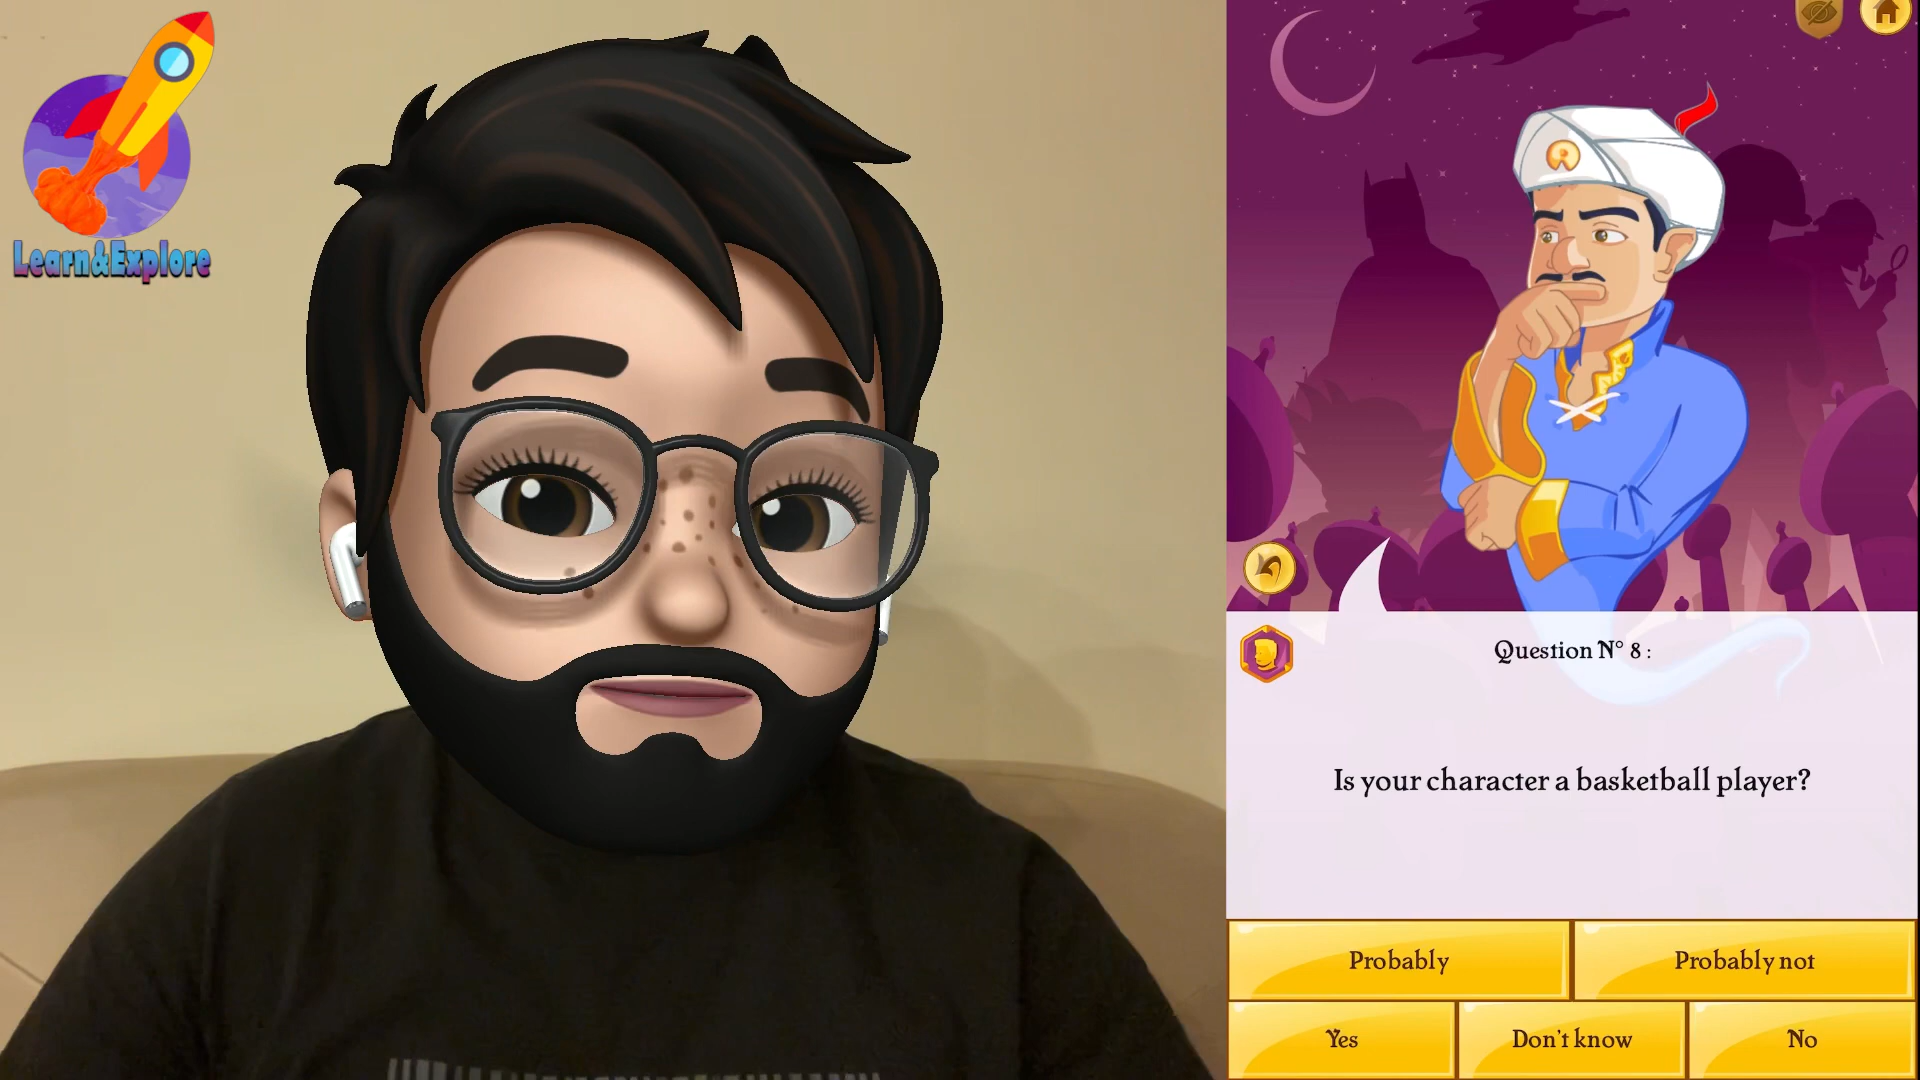 Learn&Explore
Question N° 8 :
Is your character a basketball player?
Probably
Probably not
Yes
Don't know
No